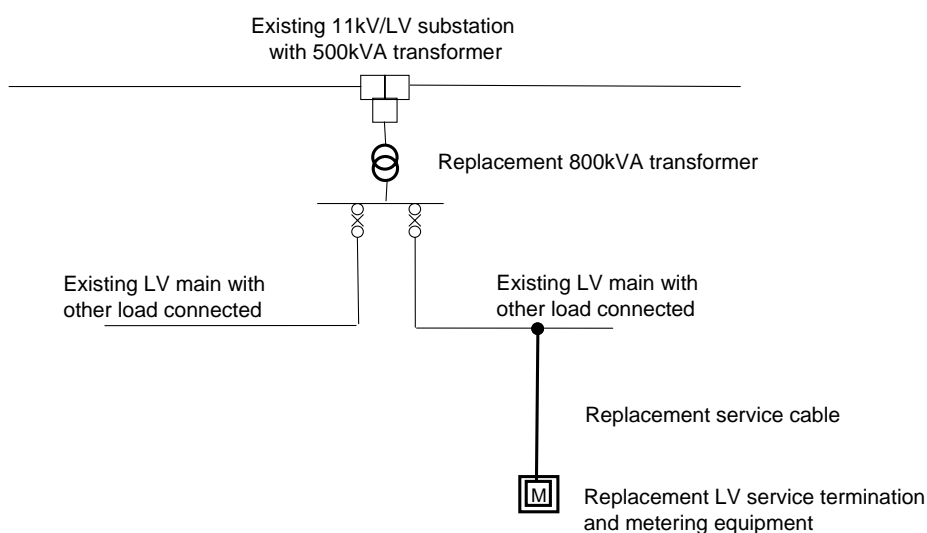 Existing 11kV/LV substation
with 500kVA transformer
Replacement 800kVA transformer
Existing LV main with
other load connected
Existing LV main with
other load connected
Replacement service cable
M
Replacement LV service termination
and metering equipment